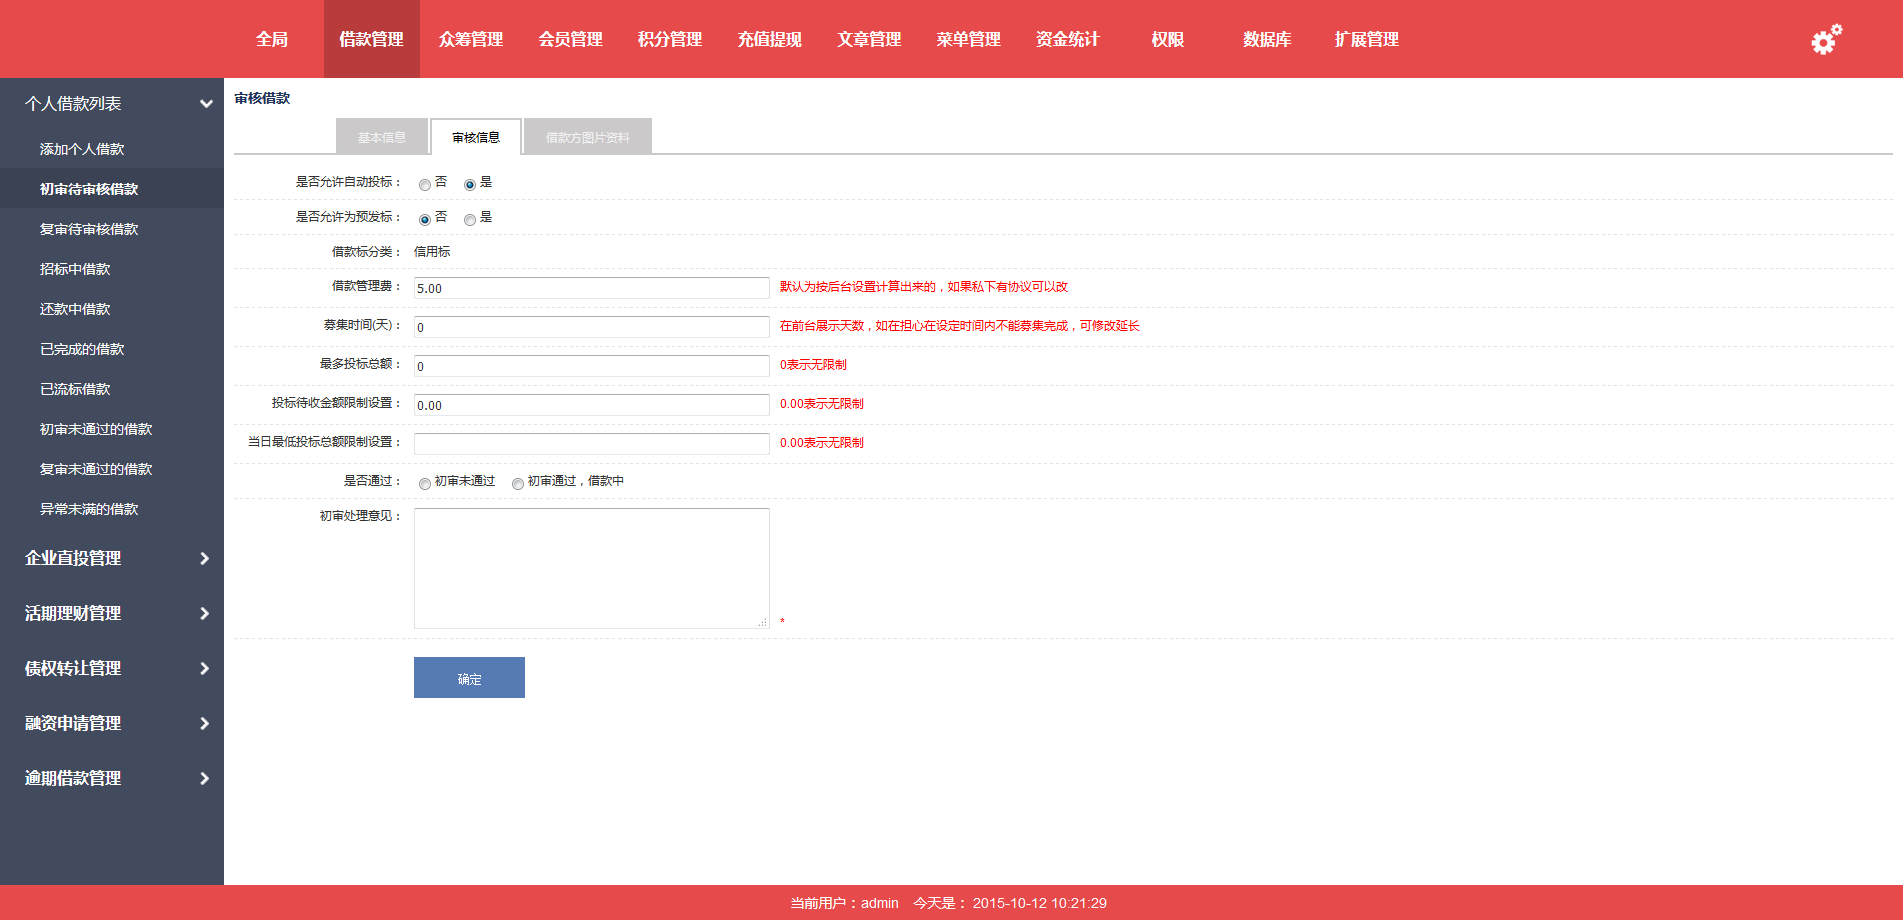 全局 借款管理 众筹管理 会员管理 积分管理 充值提现 文章管理 菜单管理 资金统计 权限 数据库 扩展管理
个人借款列表
添加个人借款
初审待审核借款
复审待审核借款
招标中借款
还款中借款
已完成的借款
已流标借款
初审未通过的借款
复审未通过的借款
异常未满的借款
企业直投管理
活期理财管理
债权转让管理
融资申请管理
逾期借款管理
审核借款
基本信息 审核信息 借款方图片资料
是否允许自动投标： 否 是
是否允许为预发标： 否 是
借款标分类： 信用标
借款管理费： 5.00 默认为按后台设置计算出来的，如果私下有协议可以改
募集时间(天)： 0 在前台展示天数，如在担心在设定时间内不能募集完成，可修改延长
最多投标总额： 0 0表示无限制
投标待收金额限制设置： 0.00 0.00表示无限制
当日最低投标总额限制设置： 0.00表示无限制
是否通过： 初审未通过 初审通过，借款中
初审处理意见： *
确定
当前用户：admin 今天是： 2015-10-12 10:21:29